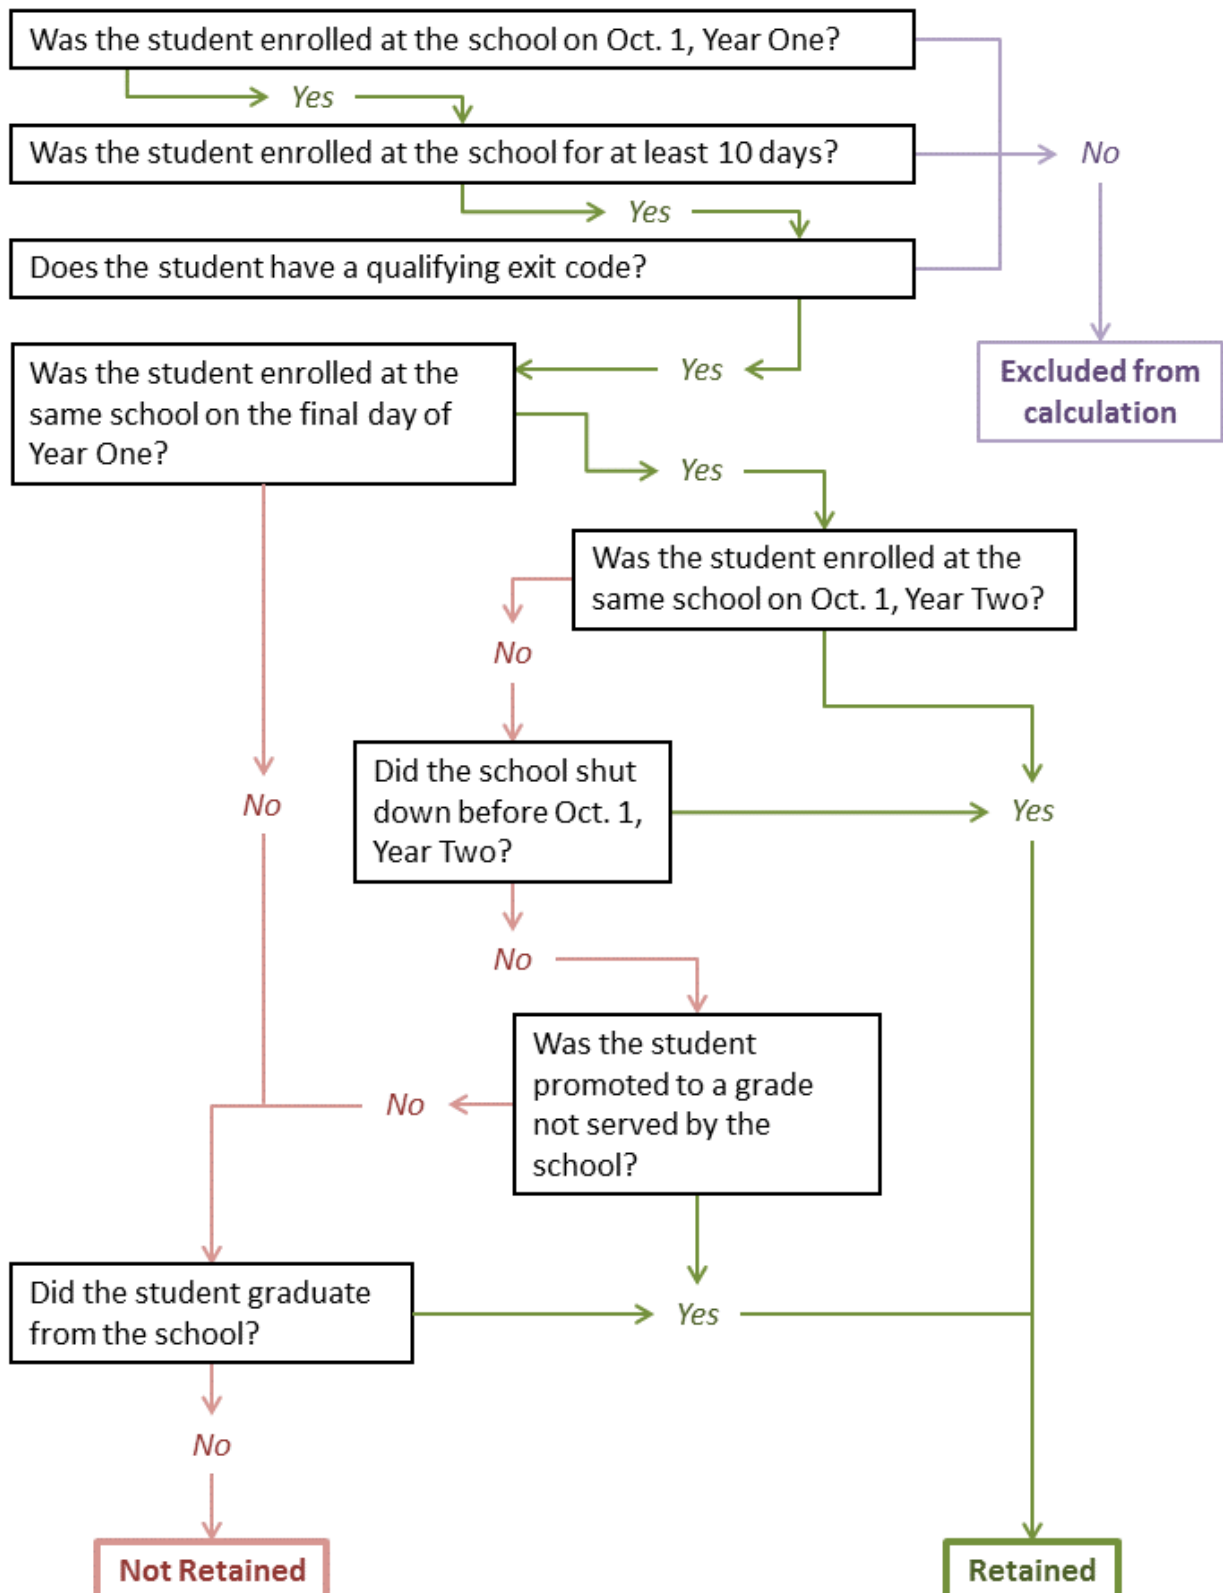 Was the student enrolled at the school on Oct. 1, Year One?
Yes
Was the student enrolled at the school for at least 10 days?
No
Yes
Does the student have a qualifying exit code?
Yes
Excluded from
calculation
Was the student enrolled at the
same school on the final day of
Year One?
Yes
Was the student enrolled at the
same school on Oct. 1, Year Two?
No
Did the school shut
down before Oct. 1,
Year Two?
No
Yes
No
Was the student
promoted to a grade
not served by the
school?
No
Did the student graduate
from the school?
Yes
No
Not Retained
Retained